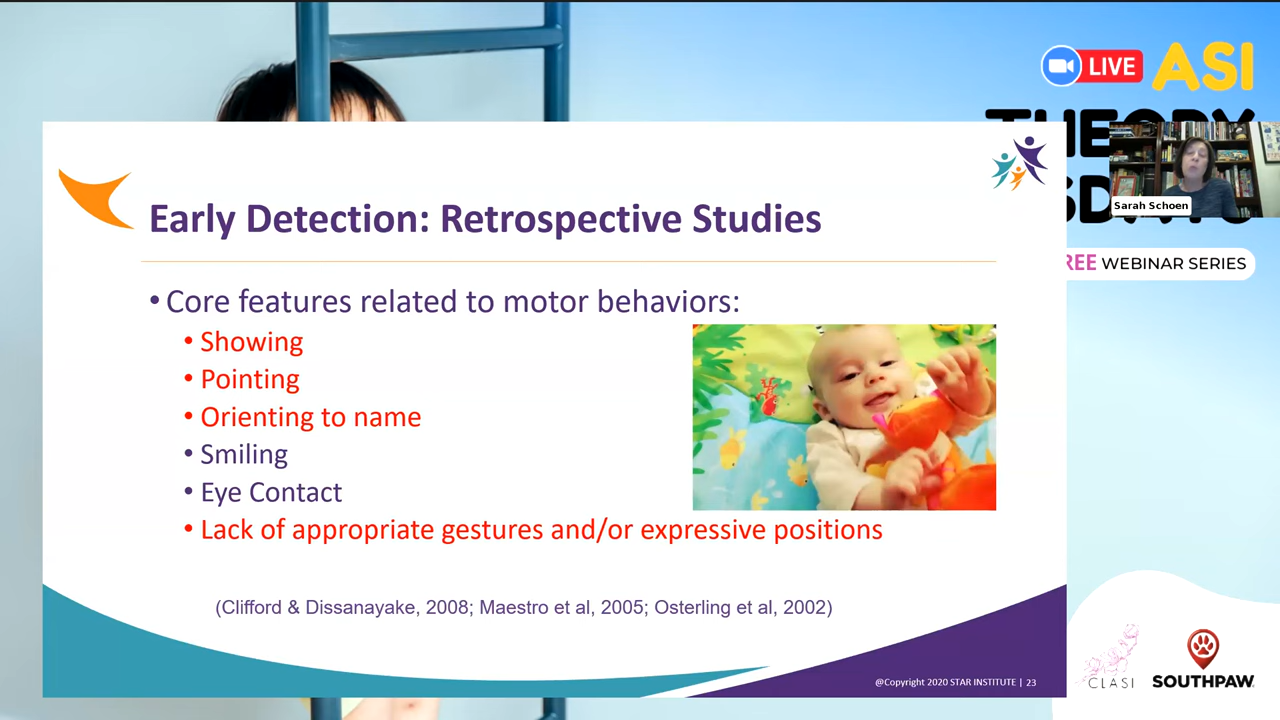 LIVE ASI
Sarah Schoen
REE WEBINAR SERIES
Early Detection: Retrospective Studies
• Core features related to motor behaviors:
• Showing
• Pointing
• Orienting to name
• Smiling
• Eye Contact
• Lack of appropriate gestures and/or expressive positions
(Clifford & Dissanayake, 2008; Maestro et al, 2005; Osterling et al, 2002)
@Copyright 2020 STAR INSTITUTE | 23
CLASI
SOUTHPAW